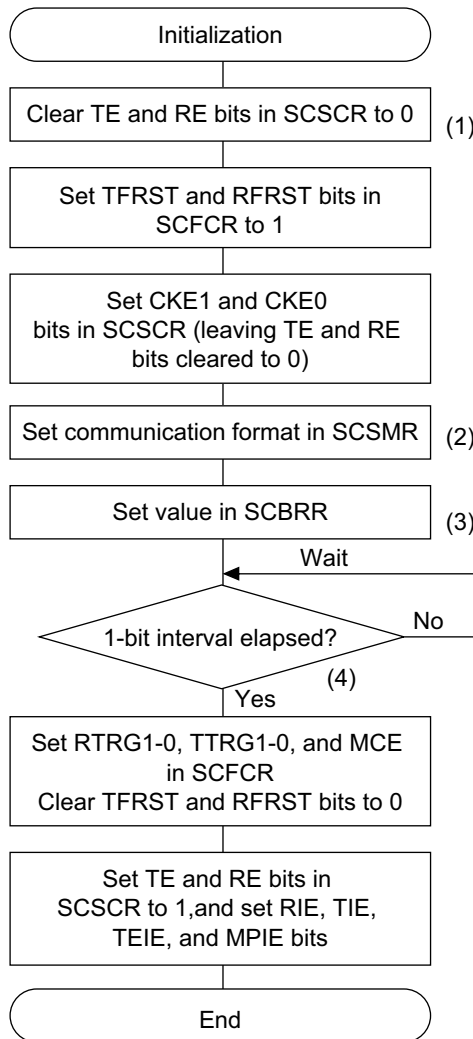 Initialization
Clear TE and RE bits in SCSCR to 0
(1)
Set TFRST and RFRST bits in
SCFCR to 1
Set CKE1 and CKE0
bits in SCSCR (leaving TE and RE
bits cleared to 0)
Set communication format in SCSMR
(2)
Set value in SCBRR
(3)
Wait
1-bit interval elapsed?
No
(4)
Yes
Set RTRG1-0, TTRG1-0, and MCE
in SCFCR
Clear TFRST and RFRST bits to 0
Set TE and RE bits in
SCSCR to 1,and set RIE, TIE,
TEIE, and MPIE bits
End